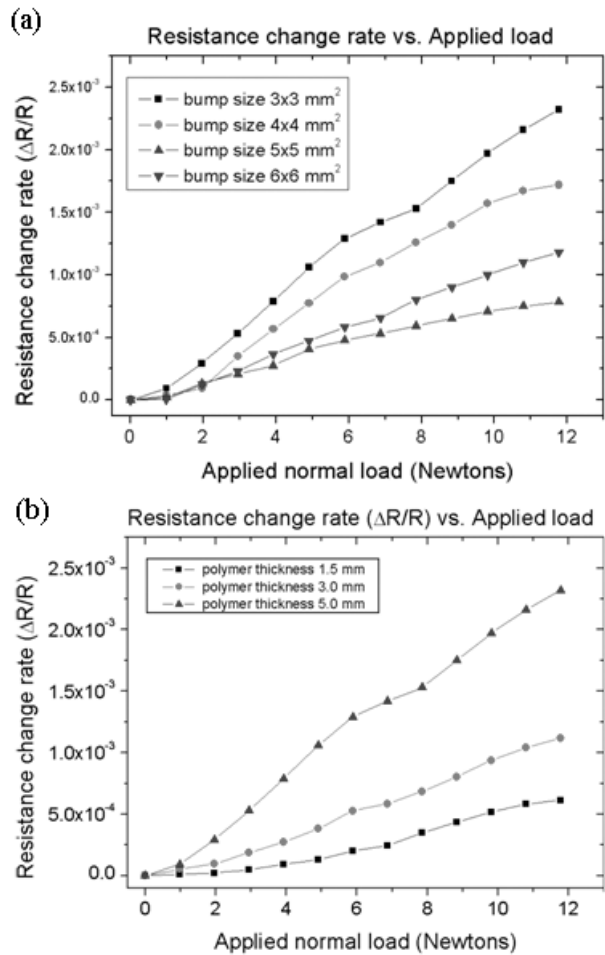 (a)
Resistance change rate vs. Applied load
Resistance change rate (ΔR/R)
2.5x10⁻³
2.0x10⁻³
1.5x10⁻³
1.0x10⁻³
5.0x10⁻⁴
0.0
bump size 3x3 mm²
bump size 4x4 mm²
bump size 5x5 mm²
bump size 6x6 mm²
0 2 4 6 8 10 12
Applied normal load (Newtons)
(b)
Resistance change rate (ΔR/R) vs. Applied load
Resistance change rate (ΔR/R)
2.5x10⁻³
2.0x10⁻³
1.5x10⁻³
1.0x10⁻³
5.0x10⁻⁴
0.0
polymer thickness 1.5 mm
polymer thickness 3.0 mm
polymer thickness 5.0 mm
0 2 4 6 8 10 12
Applied normal load (Newtons)